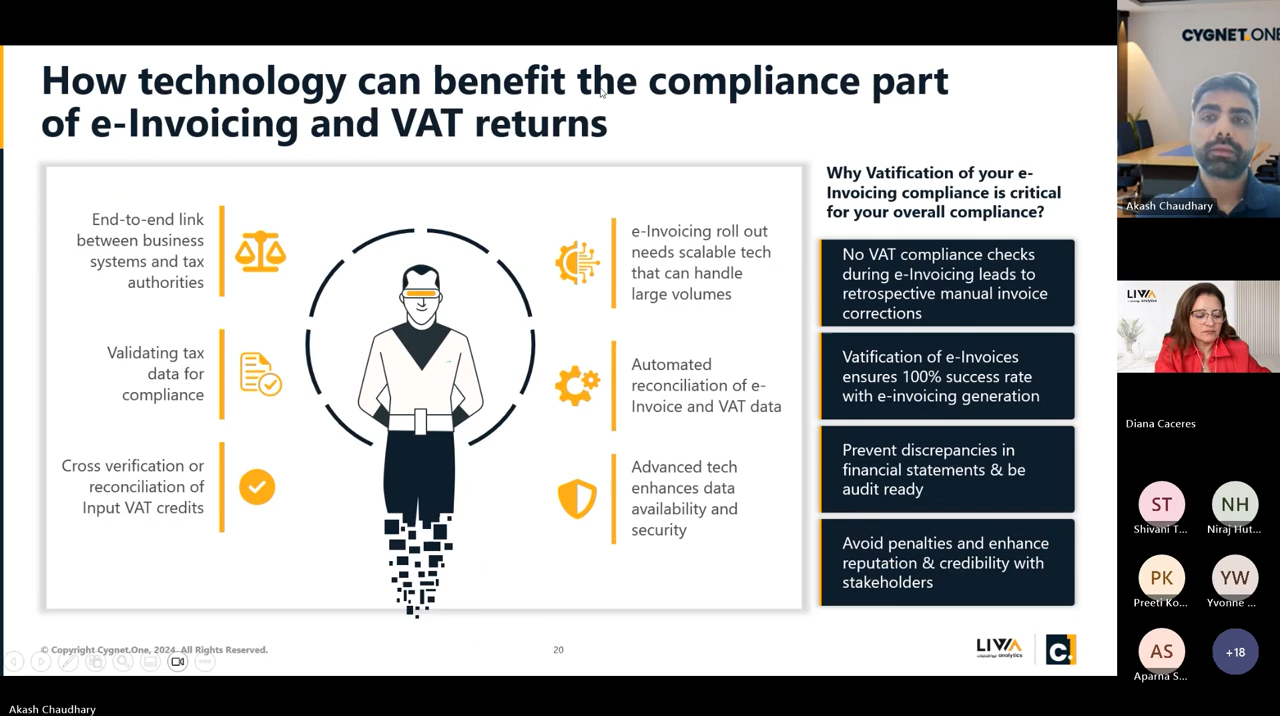 How technology can benefit the compliance part
of e-Invoicing and VAT returns
End-to-end link
between business
systems and tax
authorities
Validating tax
data for
compliance
Cross verification or
reconciliation of
Input VAT credits
e-Invoicing roll out
needs scalable tech
that can handle
large volumes
Automated
reconciliation of e-
Invoice and VAT data
Advanced tech
enhances data
availability and
security
Why Vatification of your e-
Invoicing compliance is critical
for your overall compliance?
No VAT compliance checks
during e-Invoicing leads to
retrospective manual invoice
corrections
Vatification of e-Invoices
ensures 100% success rate
with e-invoicing generation
Prevent discrepancies in
financial statements & be
audit ready
Avoid penalties and enhance
reputation & credibility with
stakeholders
© Copyright Cygnet.One, 2024 All Rights Reserved.
20
LIWA
analytics
C.
CYGNET.ONE
Akash Chaudhary
LIWA
analytics
Diana Caceres
ST
Shivani T...
NH
Niraj Hut...
PK
Preeti Ko...
YW
Yvonne ...
AS
Aparna S...
+18
Akash Chaudhary